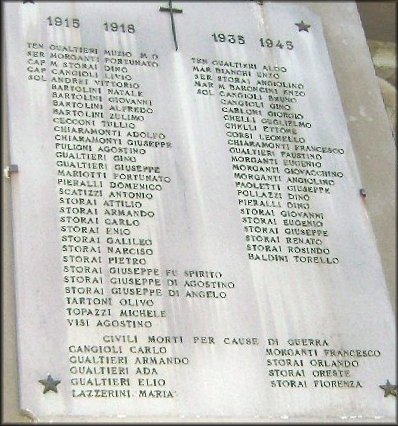 1915 1918
TEN GUALTIERI MUZIO M.O
SER MORGANTI FORTUNATO
CAP M STORAI DINO
CAP CANGIOLI LIVIO
SOL ANDREI VITTORIO
BARTOLINI NATALE
BARTOLINI GIOVANNI
BARTOLINI ALFREDO
BARTOLINI ZULIMO
CECCONI TULLIO
CHIARAMONTI ADOLFO
CHIARAMONTI GIUSEPPE
FULIGNI AGOSTINO
GUALTIERI GINO
GUALTIERI GIUSEPPE
MARIOTTI FORTUNATO
PIERALLI DOMENICO
SCATIZZI ANTONIO
STORAI ATTILIO
STORAI ARMANDO
STORAI CARLO
STORAI ENIO
STORAI GALILEO
STORAI NARCISO
STORAI PIETRO
STORAI GIUSEPPE FU SPIRITO
STORAI GIUSEPPE DI AGOSTINO
STORAI GIUSEPPE DI ANGELO
TARTONI OLIVO
TOPAZZI MICHELE
VISI AGOSTINO
1935 1945
TEN GUALTIERI ALDO
MAR BIANCHI ENZO
SER STORAI ANGIOLINO
MAR M BARONCINI ENZO
SOL CANGIOLI BRUNO
CANGIOLI GINO
CARLONI GIORGIO
GHELLI GUGLIELMO
GHELLI ETTORE
CORSI LEONELLO
CHIARAMONTI FRANCESCO
GUALTIERI FAUSTINO
MORGANTI EUGENIO
MORGANTI GIOVACCHINO
MORGANTI ANGIOLINO
PAOLETTI GIUSEPPE
POLLAZZI DINO
PIERALLI DINO
STORAI GIOVANNI
STORAI EUGENIO
STORAI GIUSEPPE
STORAI RENATO
STORAI ROSINDO
BALDINI TORELLO
CIVILI MORTI PER CAUSE DI GUERRA
CANGIOLI CARLO
GUALTIERI ARMANDO
GUALTIERI ADA
GUALTIERI ELIO
LAZZERINI MARIA
MORGANTI FRANCESCO
STORAI ORLANDO
STORAI ORESTE
STORAI FIORENZA